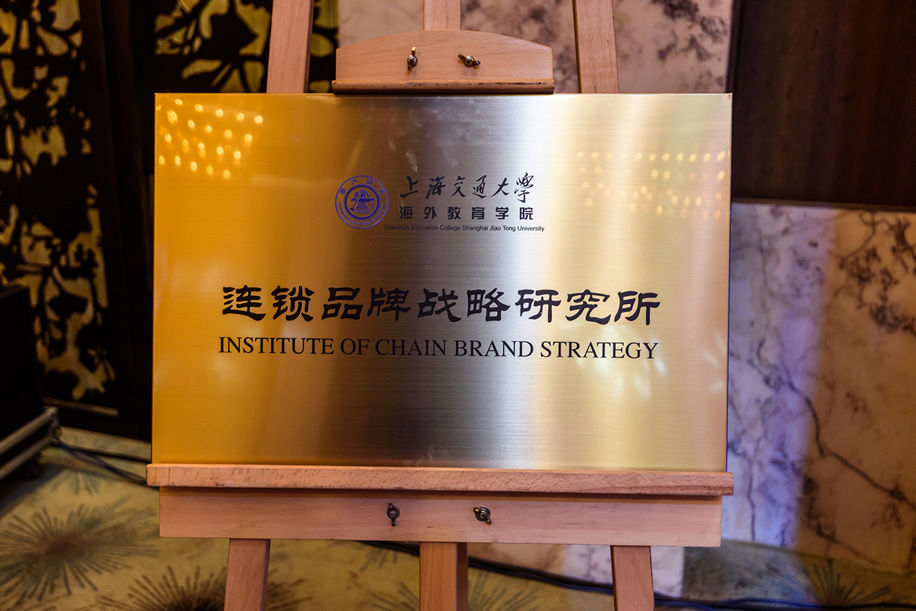 上海交通大学
海外教育学院
Overseas Education College Shanghai Jiao Tong University
连锁品牌战略研究所
INSTITUTE OF CHAIN BRAND STRATEGY